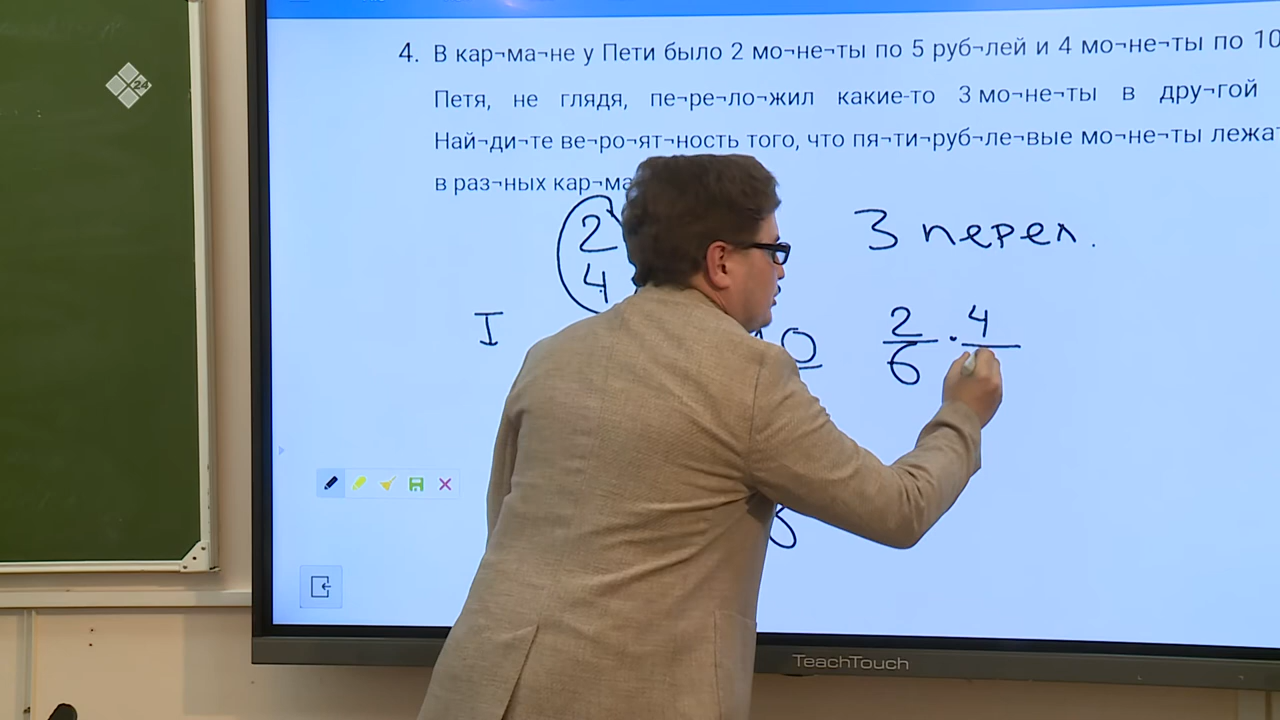 24
4. В кар¬ма¬не у Пети было 2 мо¬не¬ты по 5 руб¬лей и 4 мо¬не¬ты по 10
Петя, не глядя, пе¬ре¬ло¬жил какие-то 3 мо¬не¬ты в дру¬гой
Най¬ди¬те ве¬ро¬ят¬ность того, что пя¬ти¬руб¬ле¬вые мо¬не¬ты лежат
в раз¬ных
2
4
3 перел.
I
10
2/6 · 4
TeachTouch